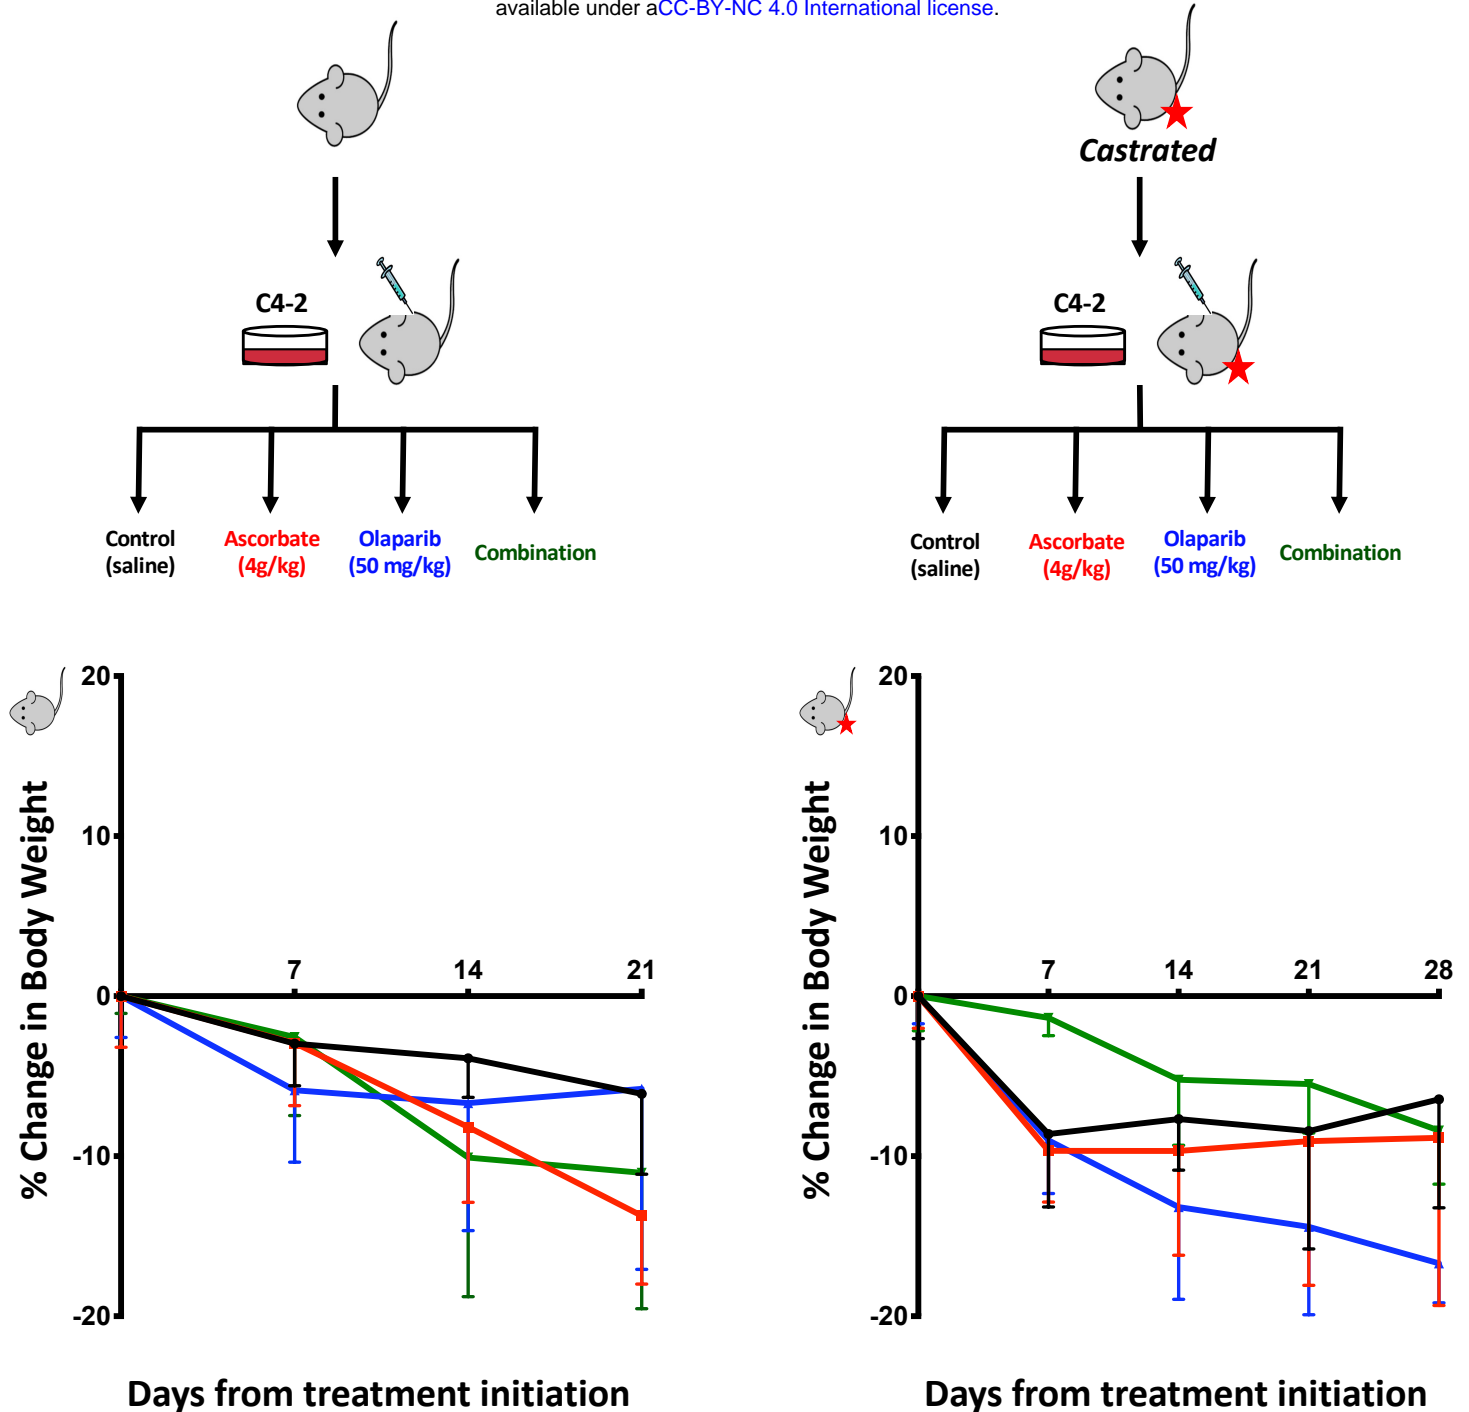 available under aCC-BY-NC 4.0 International license.
Castrated
C4-2
C4-2
Control
(saline)
Ascorbate
(4g/kg)
Olaparib
(50 mg/kg)
Combination
Control
(saline)
Ascorbate
(4g/kg)
Olaparib
(50 mg/kg)
Combination
% Change in Body Weight
20
10
0
-10
-20
7 14 21
Days from treatment initiation
% Change in Body Weight
20
10
0
-10
-20
7 14 21 28
Days from treatment initiation